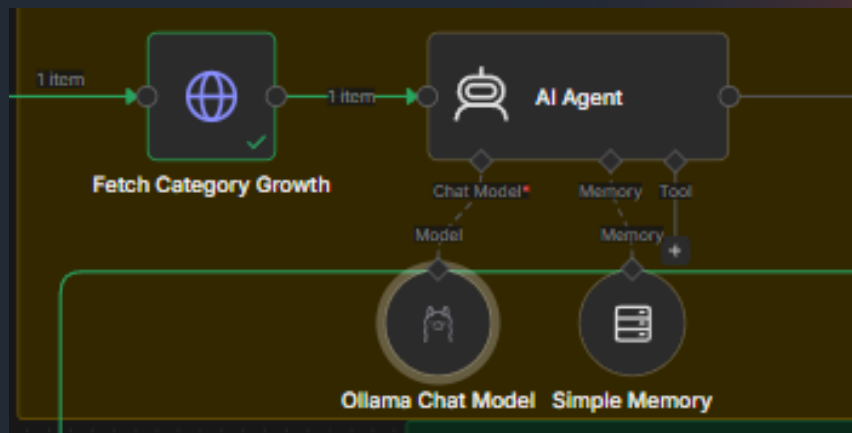 1 item
1 item
AI Agent
Fetch Category Growth
Chat Model*
Memory
Tool
Model
Memory
+
Ollama Chat Model
Simple Memory